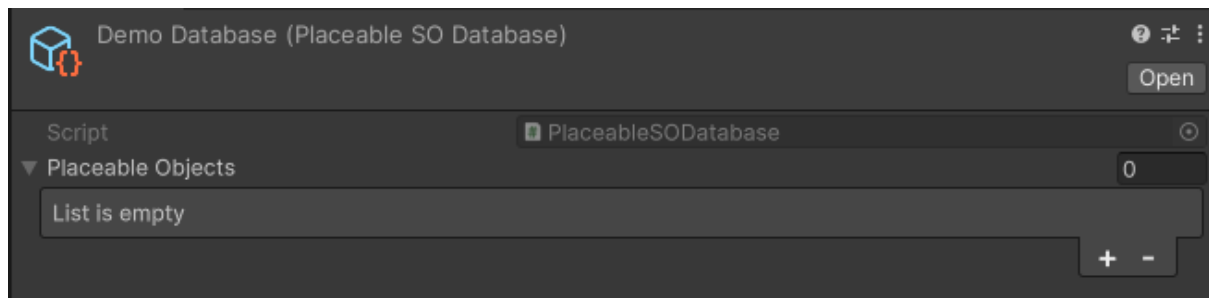 Demo Database (Placeable SO Database)
Open
Script PlaceableSODatabase
Placeable Objects 0
List is empty
+ -